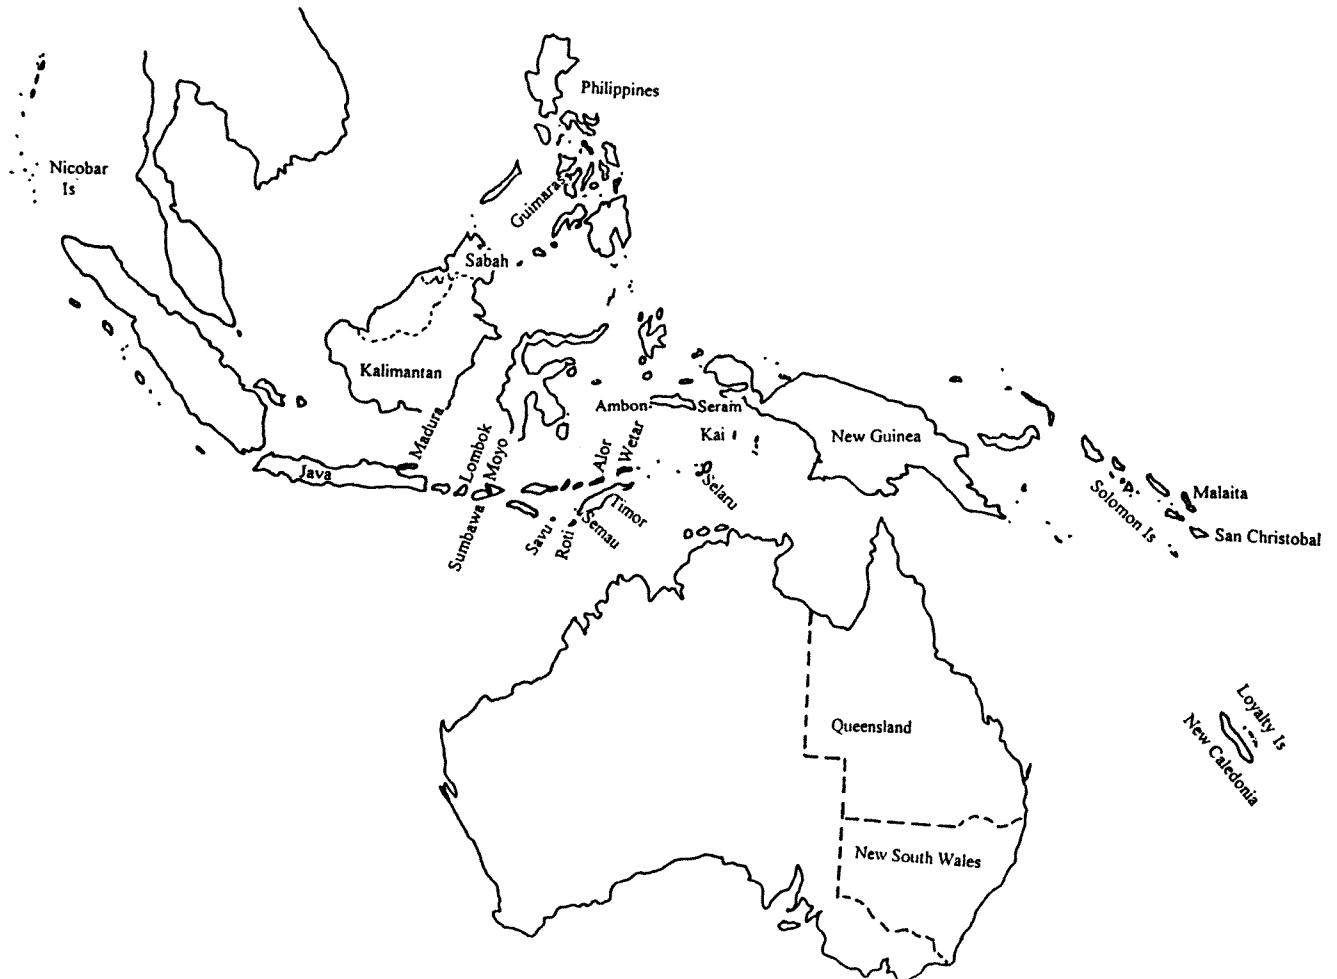 Philippines
Nicobar
Is
Guimaras
Sabah
Kalimantan
Ambon
Seram
Kai
New Guinea
Madura
Lombok
Moyo
Alor
Wetar
Java
Selaru
Sumbawa
Savu
Roti
Semau
Timor
Solomon Is
Malaita
San Christobal
Queensland
Loyalty Is
New Caledonia
New South Wales